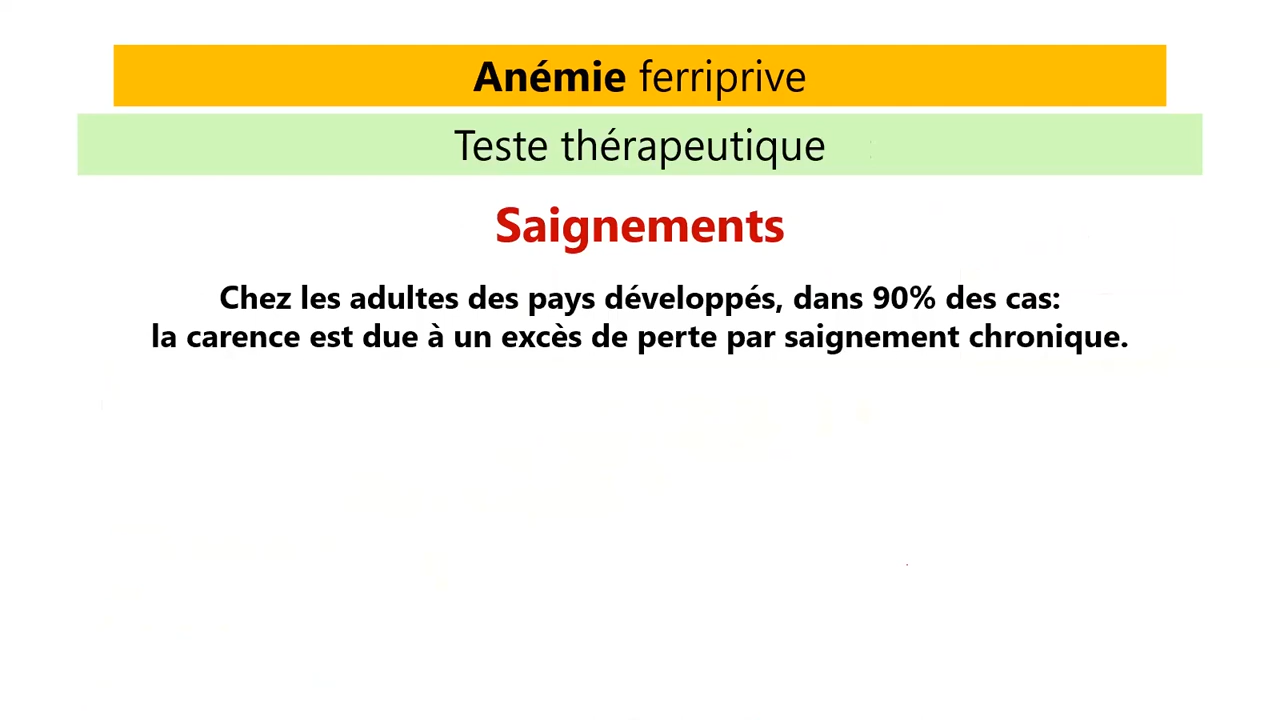 Anémie ferriprive
Teste thérapeutique
Saignements
Chez les adultes des pays développés, dans 90% des cas:
la carence est due à un excès de perte par saignement chronique.